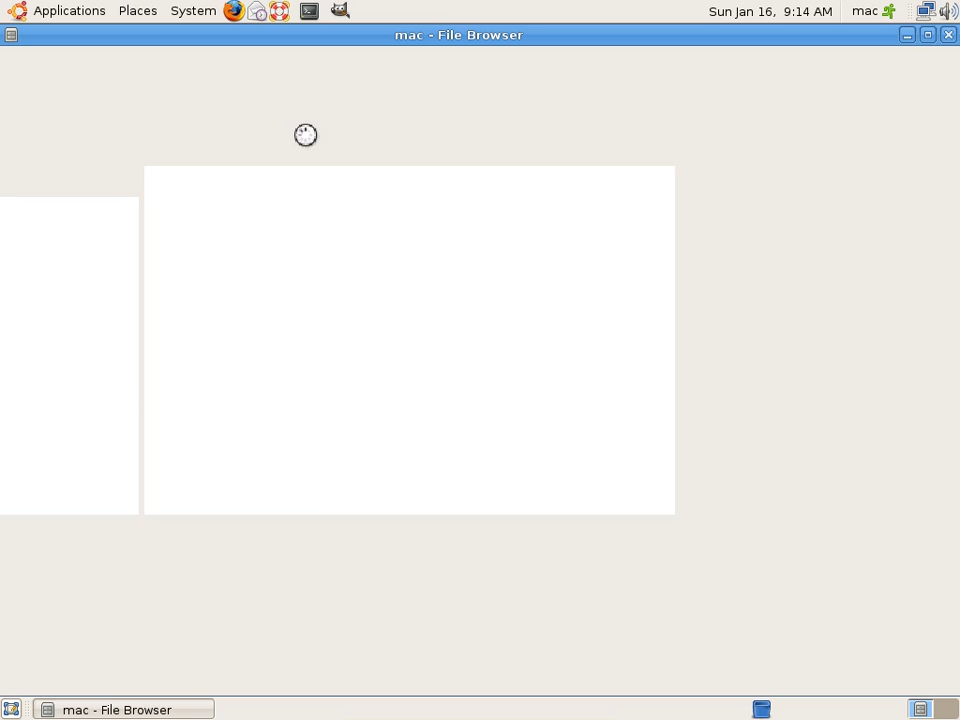 Applications Places System Sun Jan 16, 9:14 AM mac
mac - File Browser
mac - File Browser